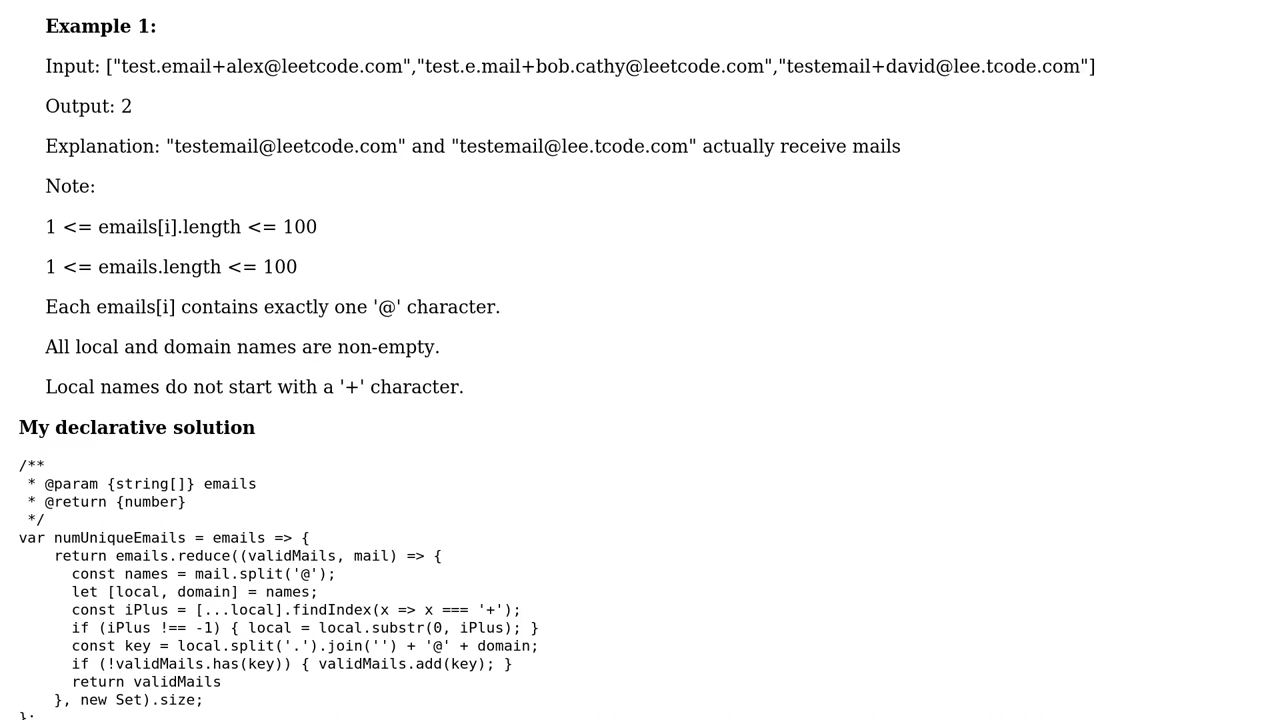 Example 1:
Input: ["test.email+alex@leetcode.com","test.e.mail+bob.cathy@leetcode.com","testemail+david@lee.tcode.com"]
Output: 2
Explanation: "testemail@leetcode.com" and "testemail@lee.tcode.com" actually receive mails
Note:
1 <= emails[i].length <= 100
1 <= emails.length <= 100
Each emails[i] contains exactly one '@' character.
All local and domain names are non-empty.
Local names do not start with a '+' character.
My declarative solution
/**
 * @param {string[]} emails
 * @return {number}
 */
var numUniqueEmails = emails => {
    return emails.reduce((validMails, mail) => {
      const names = mail.split('@');
      let [local, domain] = names;
      const iPlus = [...local].findIndex(x => x === '+');
      if (iPlus !== -1) { local = local.substr(0, iPlus); }
      const key = local.split('.').join('') + '@' + domain;
      if (!validMails.has(key)) { validMails.add(key); }
      return validMails
    }, new Set).size;
};